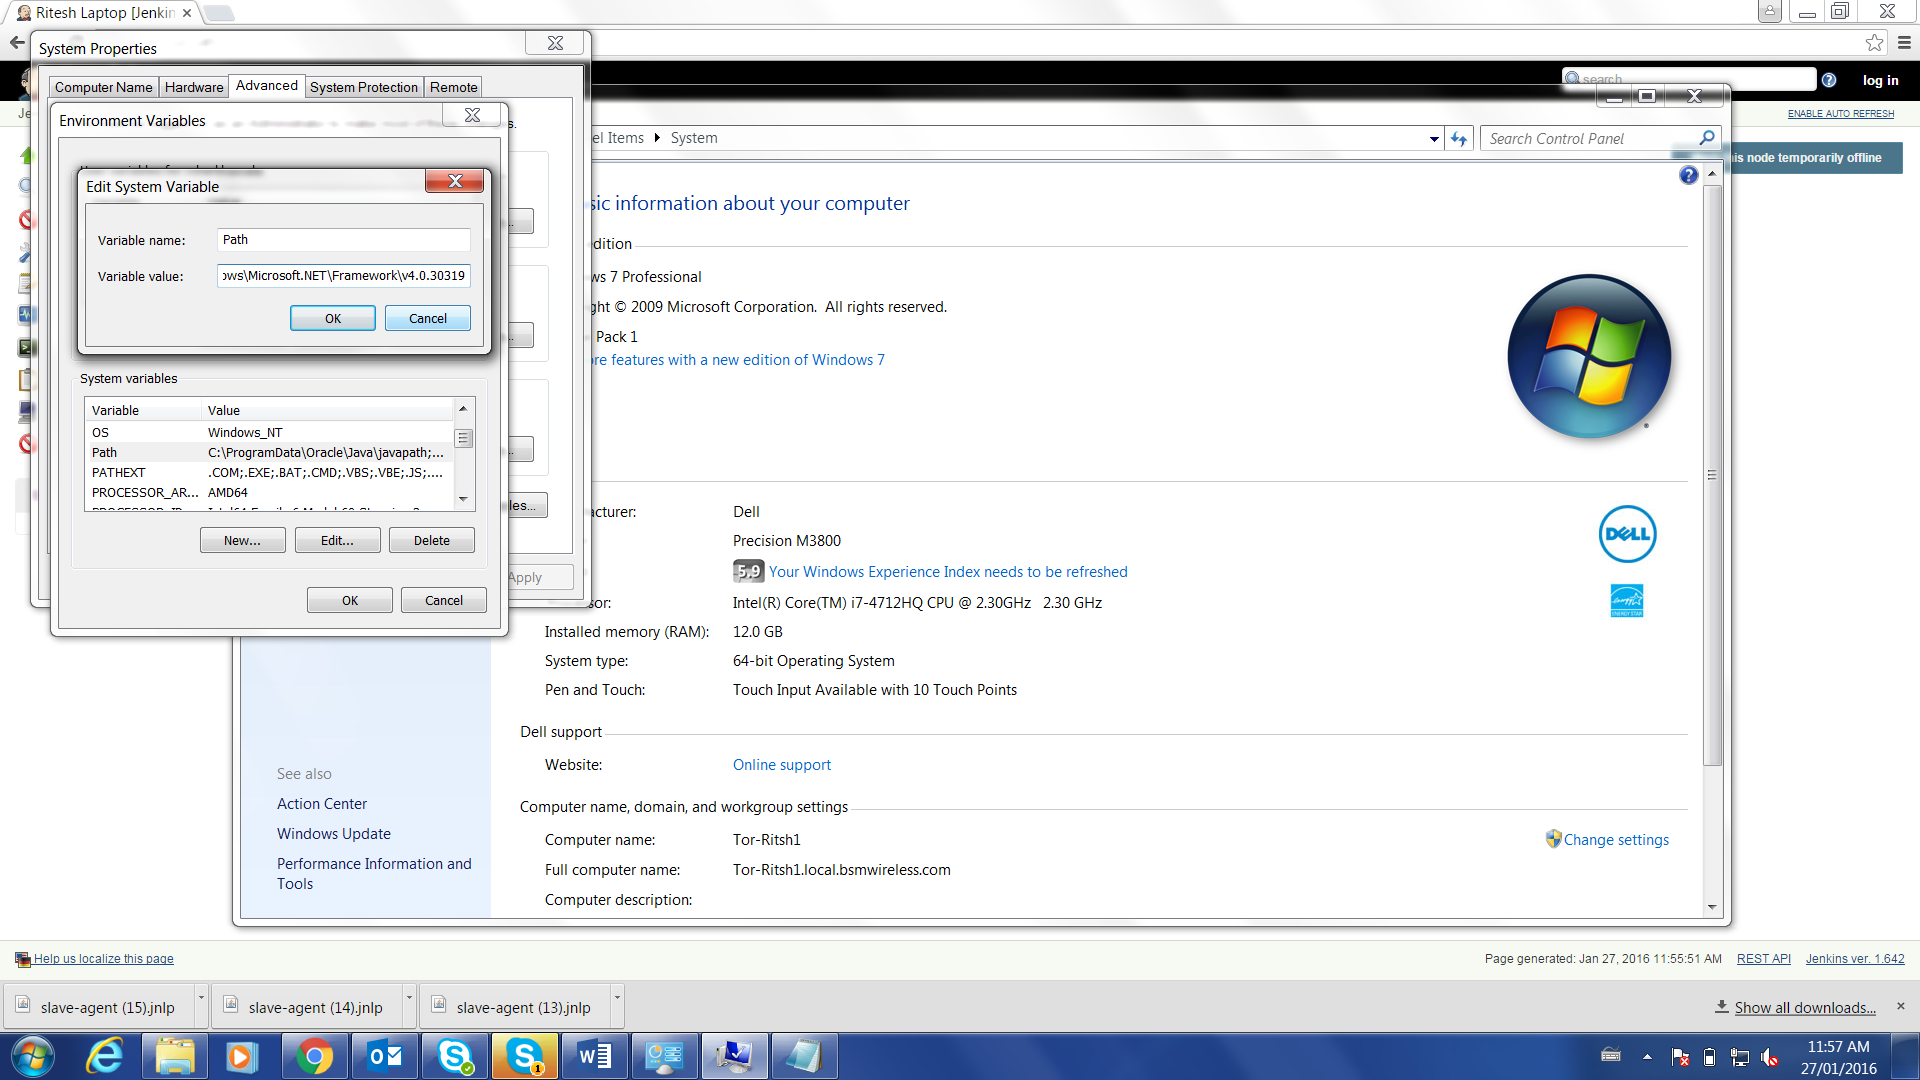 Ritesh Laptop [Jenkin
System Properties
search
log in
Computer Name
Hardware
Advanced
System Protection
Remote
Je
ENABLE AUTO REFRESH
Environment Variables
s.
el Items
System
Search Control Panel
is node temporarily offline
Edit System Variable
sic information about your computer
Variable name:
Path
dition
Variable value:
ows\Microsoft.NET\Framework\v4.0.30319
ws 7 Professional
ght © 2009 Microsoft Corporation. All rights reserved.
OK
Cancel
Pack 1
re features with a new edition of Windows 7
System variables
Variable
Value
OS
Windows_NT
Path
C:\ProgramData\Oracle\Java\javapath;...
PATHEXT
.COM;.EXE;.BAT;.CMD;.VBS;.VBE;.JS;....
PROCESSOR_AR...
AMD64
les...
New...
Edit...
Delete
OK
Cancel
Apply
acturer:
Dell
DELL
Precision M3800
5.9
Your Windows Experience Index needs to be refreshed
ENERGY STAR
sor:
Intel(R) Core(TM) i7-4712HQ CPU @ 2.30GHz 2.30 GHz
Installed memory (RAM):
12.0 GB
System type:
64-bit Operating System
Pen and Touch:
Touch Input Available with 10 Touch Points
Dell support
Website:
Online support
See also
Action Center
Windows Update
Performance Information and
Tools
Computer name, domain, and workgroup settings
Computer name:
Tor-Ritsh1
Change settings
Full computer name:
Tor-Ritsh1.local.bsmwireless.com
Computer description:
Help us localize this page
Page generated: Jan 27, 2016 11:55:51 AM
REST API
Jenkins ver. 1.642
slave-agent (15).jnlp
slave-agent (14).jnlp
slave-agent (13).jnlp
Show all downloads...
1
11:57 AM
27/01/2016